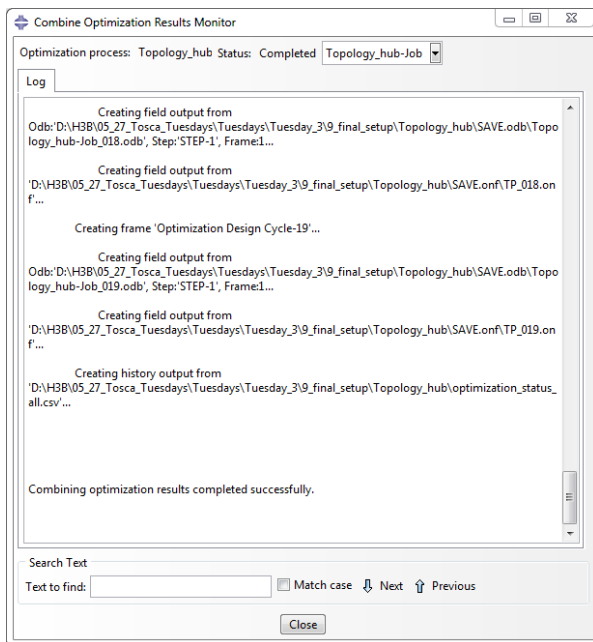 Combine Optimization Results Monitor
Optimization process: Topology_hub Status: Completed Topology_hub-Job
Log
Creating field output from
Odb:'D:\H3B\05_27_Tosca_Tuesdays\Tuesdays\Tuesday_3\9_final_setup\Topology_hub\SAVE.odb\Topo
logy_hub-Job_018.odb', Step:'STEP-1', Frame:1...
Creating field output from
'D:\H3B\05_27_Tosca_Tuesdays\Tuesdays\Tuesday_3\9_final_setup\Topology_hub\SAVE.onf\TP_018.on
f'...
Creating frame 'Optimization Design Cycle-19'...
Creating field output from
Odb:'D:\H3B\05_27_Tosca_Tuesdays\Tuesdays\Tuesday_3\9_final_setup\Topology_hub\SAVE.odb\Topo
logy_hub-Job_019.odb', Step:'STEP-1', Frame:1...
Creating field output from
'D:\H3B\05_27_Tosca_Tuesdays\Tuesdays\Tuesday_3\9_final_setup\Topology_hub\SAVE.onf\TP_019.on
f'...
Creating history output from
'D:\H3B\05_27_Tosca_Tuesdays\Tuesdays\Tuesday_3\9_final_setup\Topology_hub\optimization_status_
all.csv'...
Combining optimization results completed successfully.
Search Text
Text to find: Match case Next Previous
Close